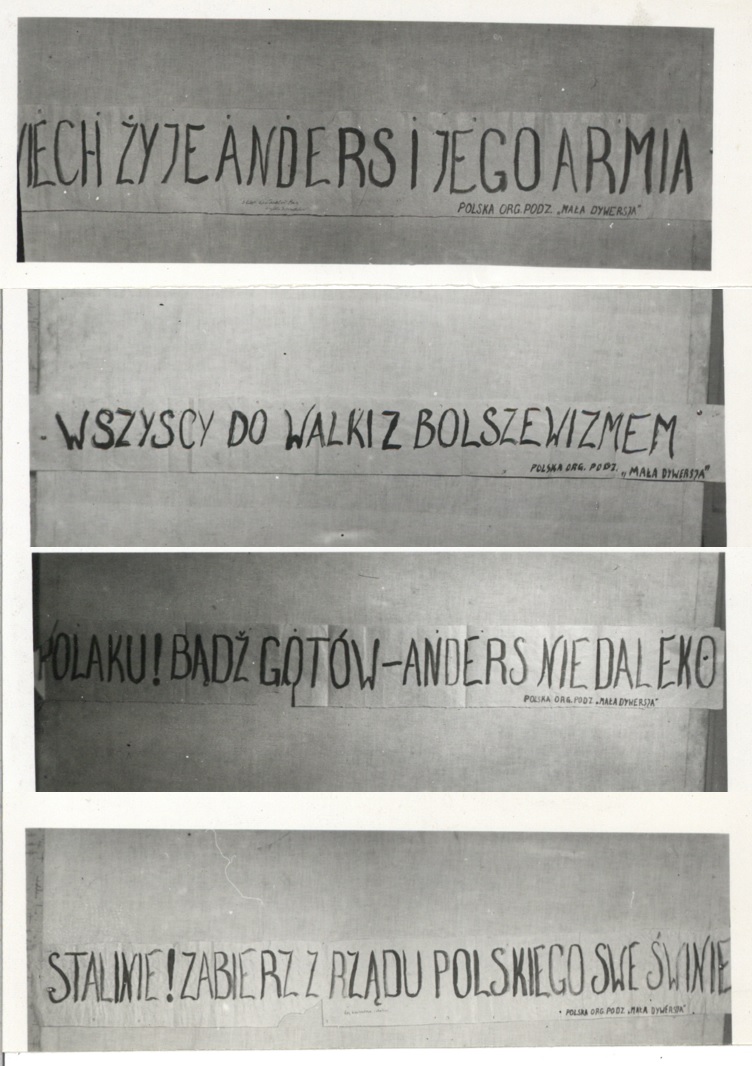 NIECH ŻYJE ANDERS I JEGO ARMIA
POLSKA ORG. PODZ. „MAŁA DYWERSJA"
WSZYSCY DO WALKI Z BOLSZEWIZMEM
POLSKA ORG. PODZ. „MAŁA DYWERSJA"
POLAKU! BĄDŹ GOTÓW – ANDERS NIEDALEKO
POLSKA ORG. PODZ. „MAŁA DYWERSJA"
STALINIE! ZABIERZ Z RZĄDU POLSKIEGO SWE ŚWINIE
POLSKA ORG. PODZ. „MAŁA DYWERSJA"